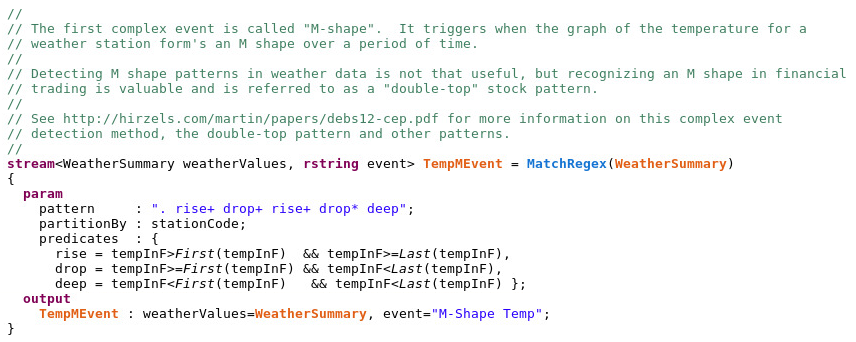 //
// The first complex event is called "M-shape".  It triggers when the graph of the temperature for a
// weather station form's an M shape over a period of time.
//
// Detecting M shape patterns in weather data is not that useful, but recognizing an M shape in financial
// trading is valuable and is referred to as a "double-top" stock pattern.
//
// See http://hirzels.com/martin/papers/debs12-cep.pdf for more information on this complex event
// detection method, the double-top pattern and other patterns.
//
stream<WeatherSummary weatherValues, rstring event> TempMEvent = MatchRegex(WeatherSummary)
{
  param
    pattern     : ". rise+ drop+ rise+ drop* deep";
    partitionBy : stationCode;
    predicates  : {
      rise = tempInF>First(tempInF)  && tempInF>=Last(tempInF),
      drop = tempInF>=First(tempInF) && tempInF<Last(tempInF),
      deep = tempInF<First(tempInF)   && tempInF<Last(tempInF) };
  output
    TempMEvent : weatherValues=WeatherSummary, event="M-Shape Temp";
}